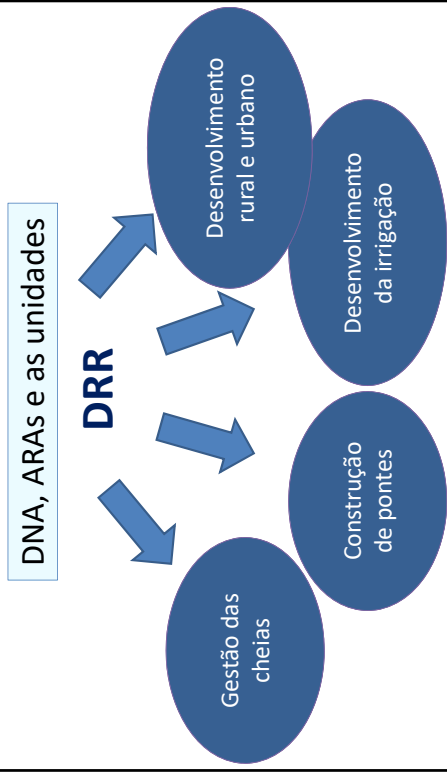 DNA, ARAs e as unidades
DRR
Gestão das
cheias
Construção
de pontes
Desenvolvimento
da irrigação
Desenvolvimento
rural e urbano